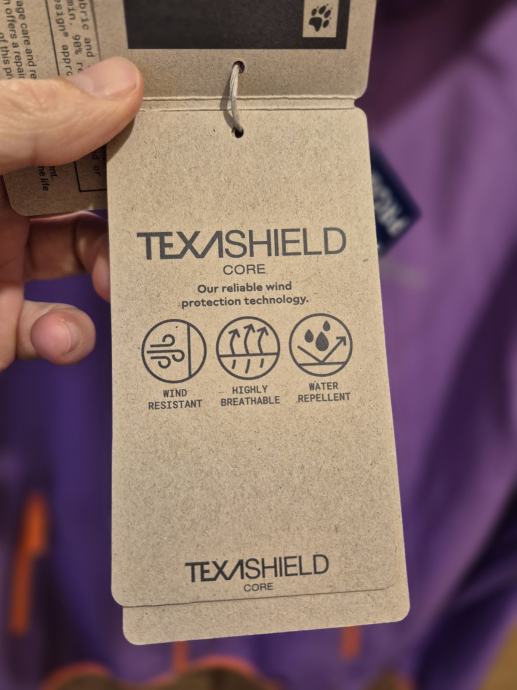 TEXASHIELD
CORE
Our reliable wind
protection technology.
WIND
RESISTANT
HIGHLY
BREATHABLE
WATER
REPELLENT
TEXASHIELD
CORE